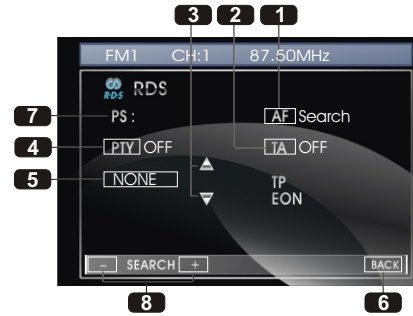 3 2 1
FM1 CH:1 87.50MHz
RDS RDS
7 PS : AF Search
4 PTY OFF TA OFF
5 NONE TP
EON
- SEARCH + BACK
8 6